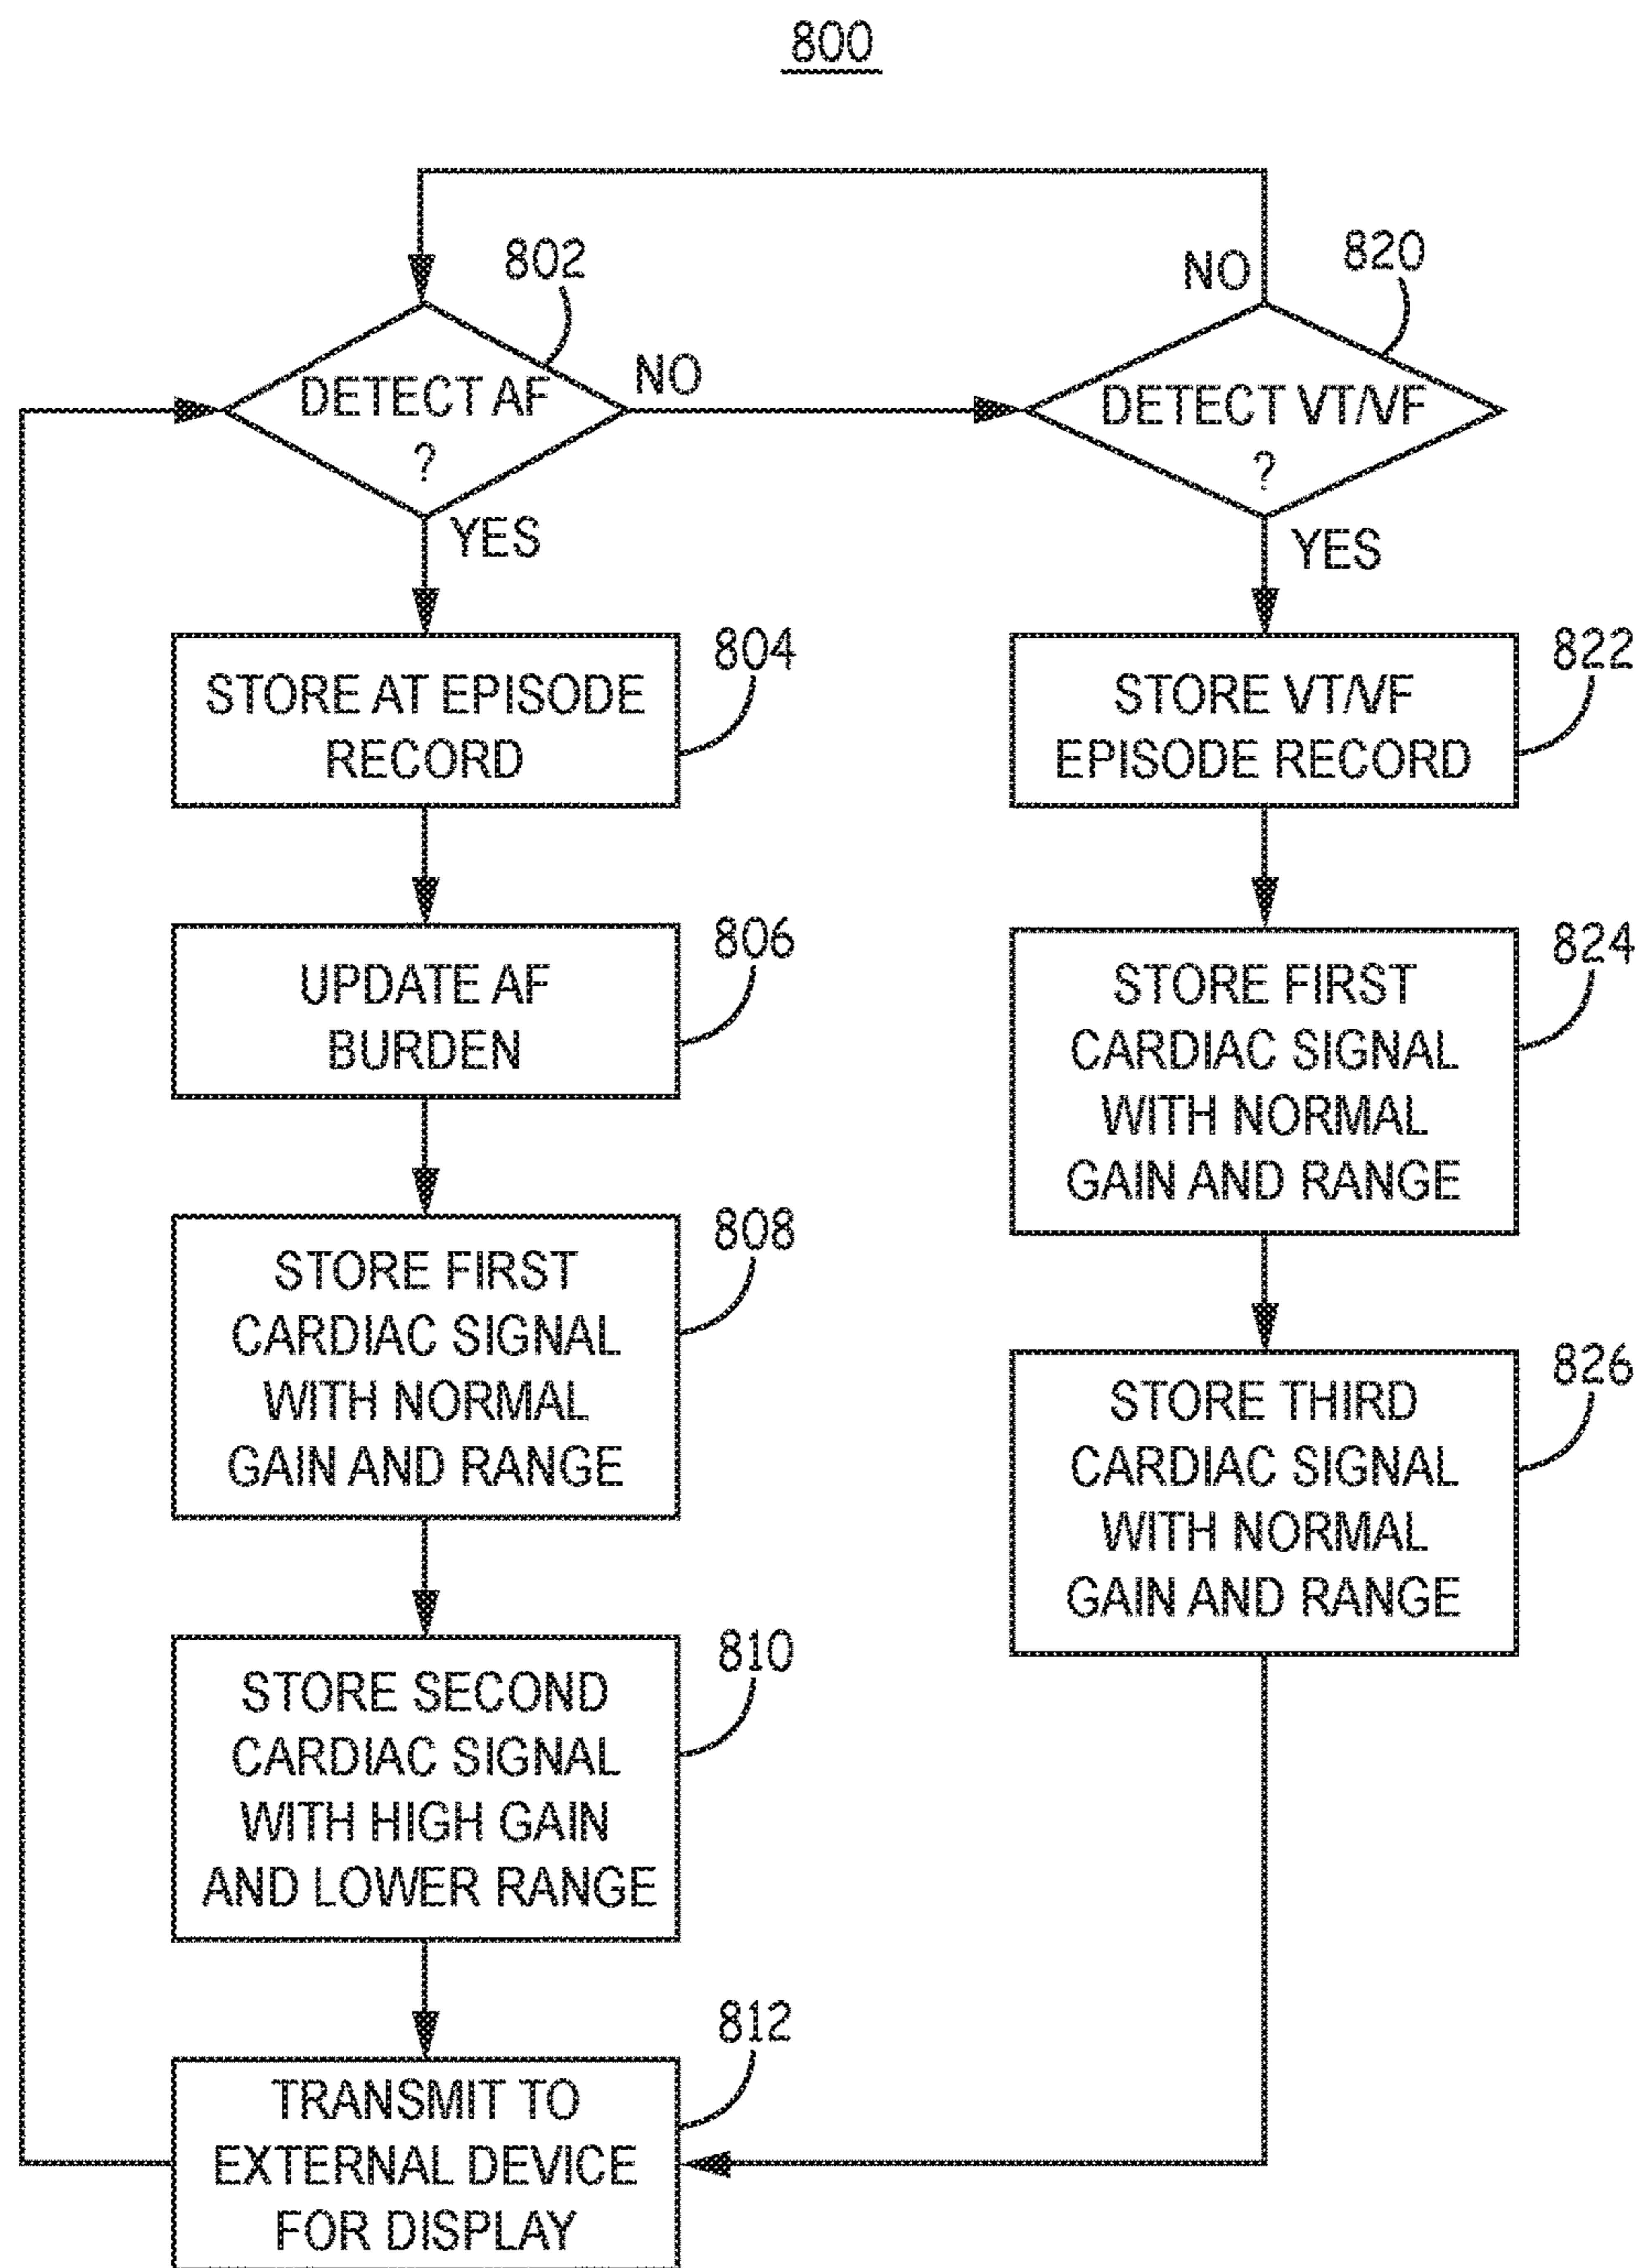 800
802
DETECT AF
?
NO
YES
820
NO
DETECT VT/VF
?
YES
804
STORE AT EPISODE
RECORD
806
UPDATE AF
BURDEN
808
STORE FIRST
CARDIAC SIGNAL
WITH NORMAL
GAIN AND RANGE
810
STORE SECOND
CARDIAC SIGNAL
WITH HIGH GAIN
AND LOWER RANGE
812
TRANSMIT TO
EXTERNAL DEVICE
FOR DISPLAY
822
STORE VT/VF
EPISODE RECORD
824
STORE FIRST
CARDIAC SIGNAL
WITH NORMAL
GAIN AND RANGE
826
STORE THIRD
CARDIAC SIGNAL
WITH NORMAL
GAIN AND RANGE